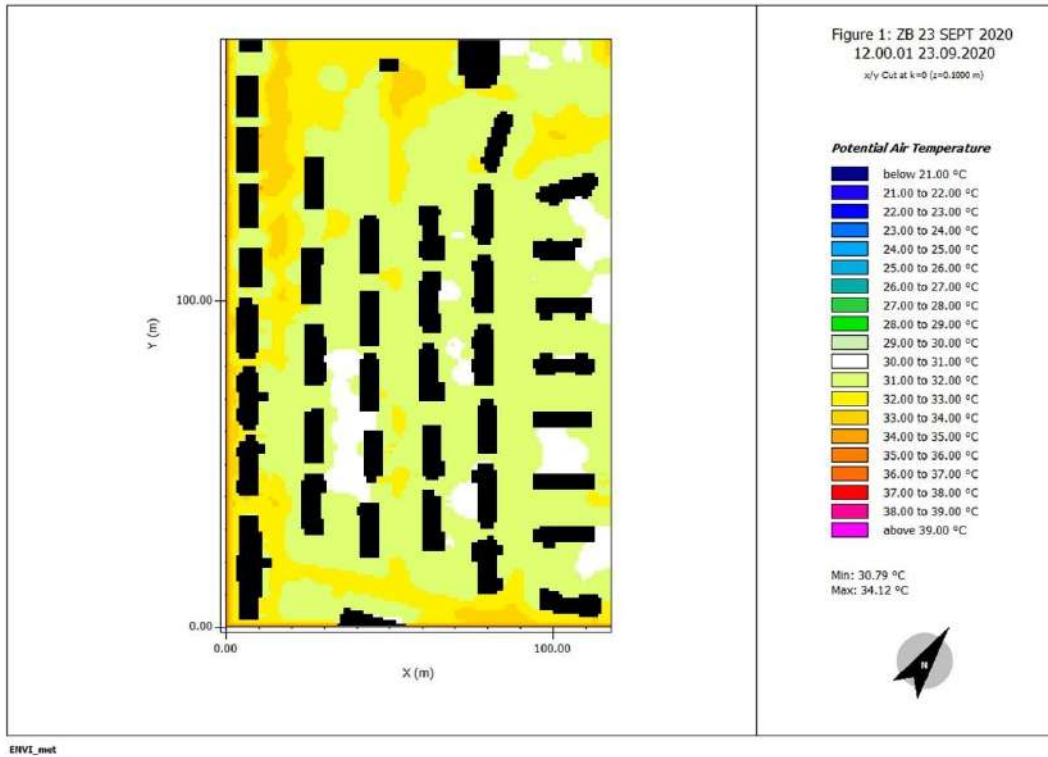 Figure 1: ZB 23 SEPT 2020
12.00.01 23.09.2020
x/y Cut at k=0 (z=0.1000 m)
Potential Air Temperature
below 21.00 °C
21.00 to 22.00 °C
22.00 to 23.00 °C
23.00 to 24.00 °C
24.00 to 25.00 °C
25.00 to 26.00 °C
26.00 to 27.00 °C
27.00 to 28.00 °C
28.00 to 29.00 °C
29.00 to 30.00 °C
30.00 to 31.00 °C
31.00 to 32.00 °C
32.00 to 33.00 °C
33.00 to 34.00 °C
34.00 to 35.00 °C
35.00 to 36.00 °C
36.00 to 37.00 °C
37.00 to 38.00 °C
38.00 to 39.00 °C
above 39.00 °C
Min: 30.79 °C
Max: 34.12 °C
N
100.00
Y (m)
0.00
0.00
100.00
X (m)
ENVI_met